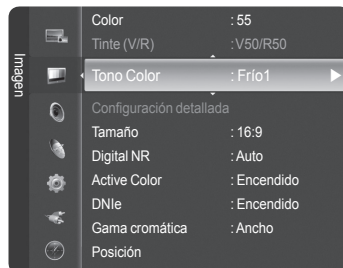 Imagen
Color : 55
Tinte (V/R) : V50/R50
Tono Color : Frío1
Configuración detallada
Tamaño : 16:9
Digital NR : Auto
Active Color : Encendido
DNIe : Encendido
Gama cromática : Ancho
Posición